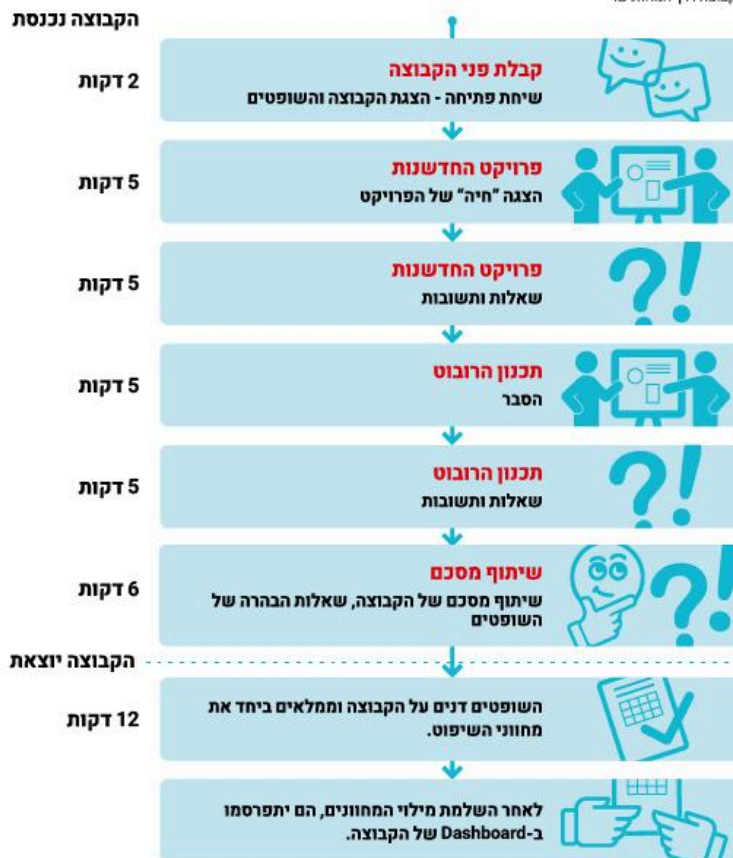 הקבוצה נכנסת
קבלת פני הקבוצה
שיחת פתיחה - הצגת הקבוצה והשופטים
2 דקות
פרויקט החדשנות
הצגה "חיה" של הפרויקט
5 דקות
פרויקט החדשנות
שאלות ותשובות
5 דקות
תכנון הרובוט
הסבר
5 דקות
תכנון הרובוט
שאלות ותשובות
5 דקות
שיתוף מסכם
שיתוף מסכם של הקבוצה, שאלות הבהרה של
השופטים
6 דקות
הקבוצה יוצאת
השופטים דנים על הקבוצה וממלאים ביחד את
מחווני השיפוט.
12 דקות
לאחר השלמת מילוי המחוונים, הם יתפרסמו
ב-Dashboard של הקבוצה.